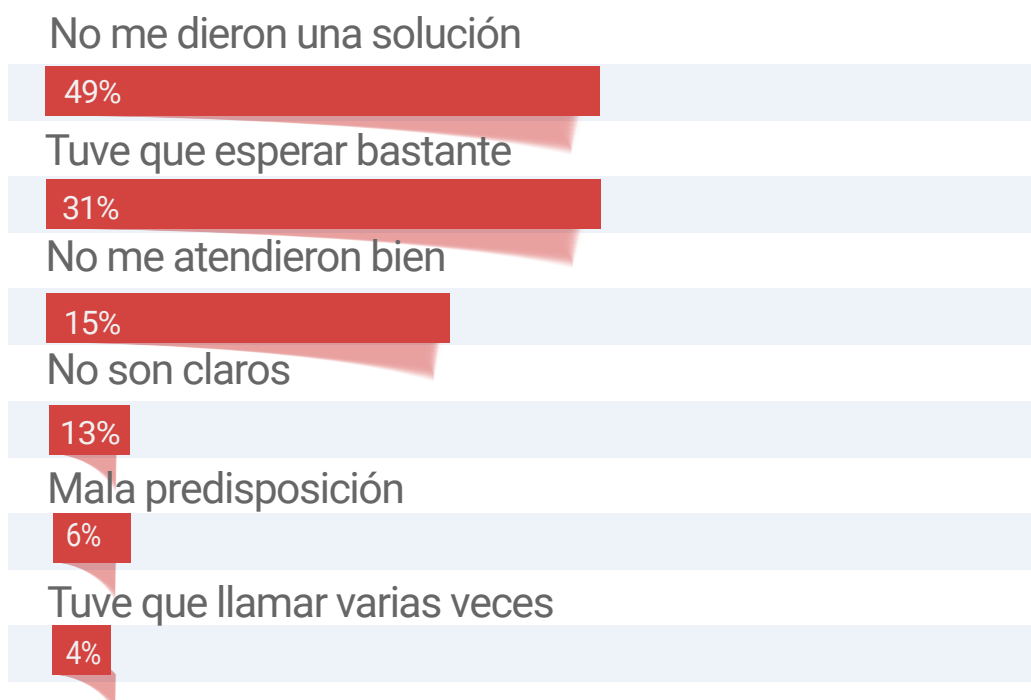 No me dieron una solución
49%
Tuve que esperar bastante
31%
No me atendieron bien
15%
No son claros
13%
Mala predisposición
6%
Tuve que llamar varias veces
4%